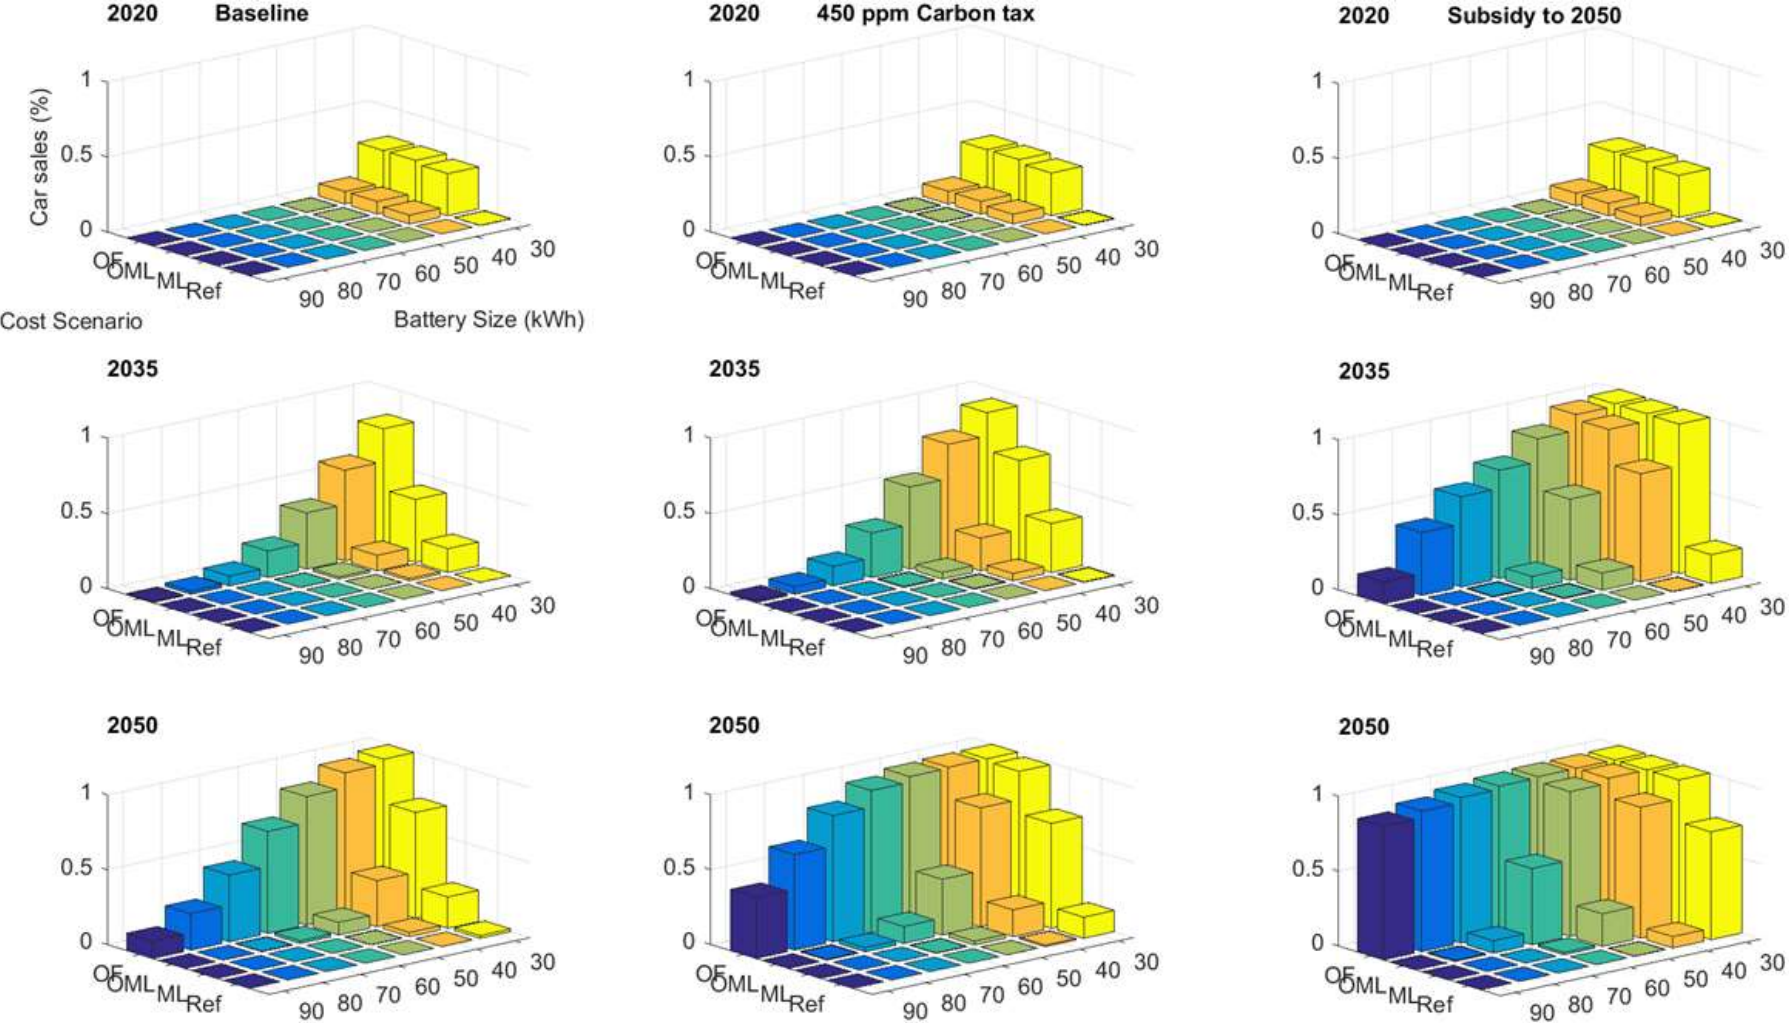 2020 Baseline
2020 450 ppm Carbon tax
2020 Subsidy to 2050
Car sales (%)
1
0.5
0
OF
OML
ML
Ref
90 80 70 60 50 40 30
1
0.5
0
OF
OML
ML
Ref
90 80 70 60 50 40 30
1
0.5
0
OF
OML
ML
Ref
90 80 70 60 50 40 30
Cost Scenario
Battery Size (kWh)
2035
1
0.5
0
OF
OML
ML
Ref
90 80 70 60 50 40 30
2035
1
0.5
0
OF
OML
ML
Ref
90 80 70 60 50 40 30
2035
1
0.5
0
OF
OML
ML
Ref
90 80 70 60 50 40 30
2050
1
0.5
0
OF
OML
ML
Ref
90 80 70 60 50 40 30
2050
1
0.5
0
OF
OML
ML
Ref
90 80 70 60 50 40 30
2050
1
0.5
0
OF
OML
ML
Ref
90 80 70 60 50 40 30